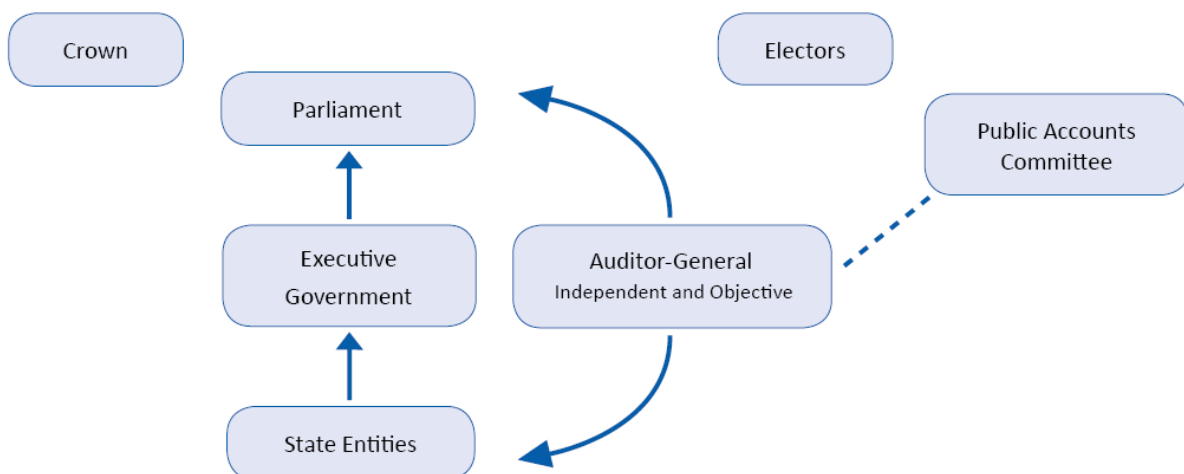 Crown
Electors
Parliament
Public Accounts
Committee
Executive
Government
Auditor-General
Independent and Objective
State Entities